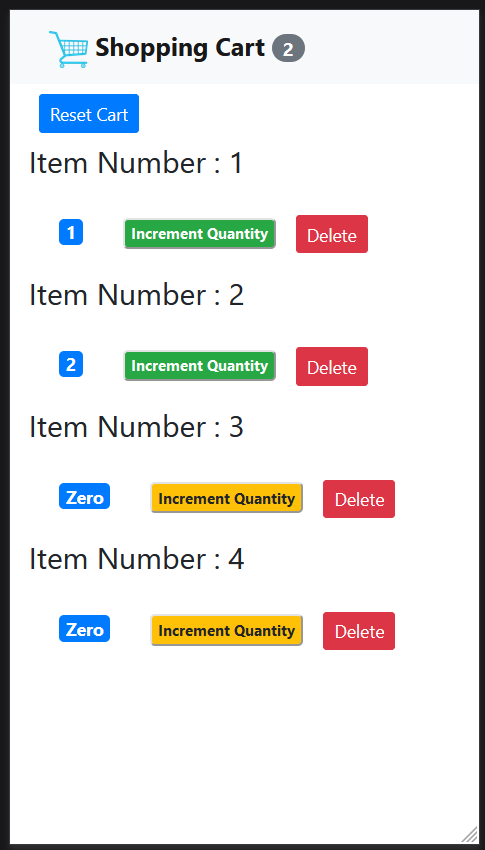 Shopping Cart 2
Reset Cart
Item Number : 1
1 Increment Quantity Delete
Item Number : 2
2 Increment Quantity Delete
Item Number : 3
Zero Increment Quantity Delete
Item Number : 4
Zero Increment Quantity Delete